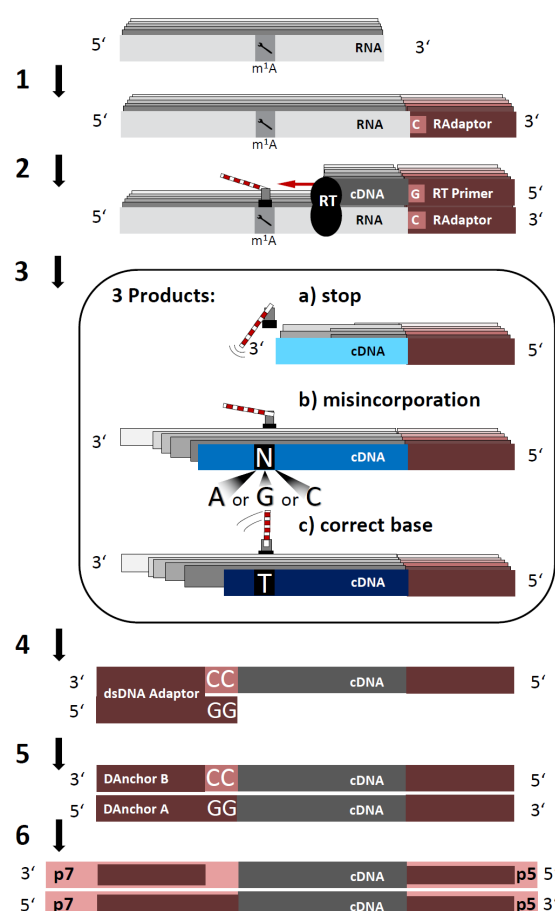 5‘ RNA 3‘
m¹A
1
5‘ RNA C RAdaptor 3‘
m¹A
2
RT cDNA G RT Primer 5‘
5‘ RNA C RAdaptor 3‘
m¹A
3
3 Products: a) stop
3‘ cDNA 5‘
b) misincorporation
3‘ N cDNA 5‘
A or G or C
c) correct base
3‘ T cDNA 5‘
4
3‘ dsDNA Adaptor CC cDNA 5‘
5‘ GG
5
3‘ DAnchor B CC cDNA 5‘
5‘ DAnchor A GG cDNA 3‘
6
3‘ p7 cDNA p5 5‘
5‘ p7 cDNA p5 3‘